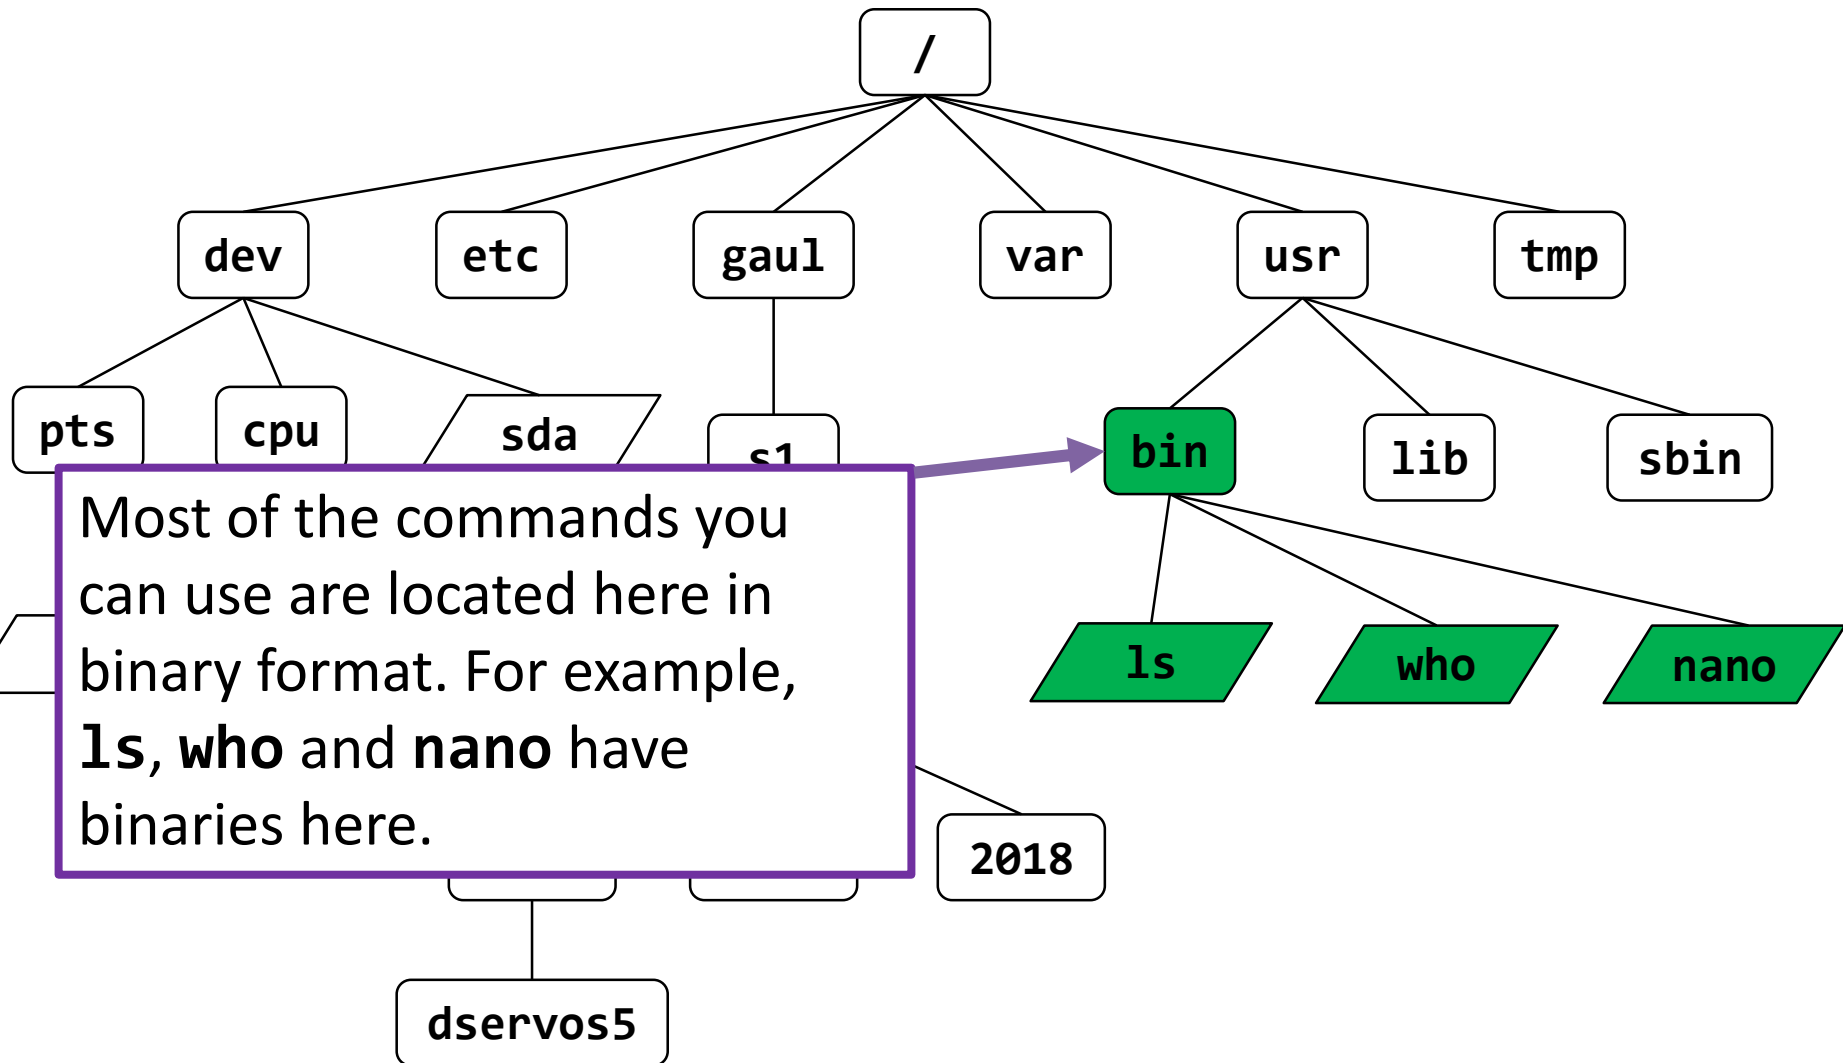 /
dev etc gaul var usr tmp
pts cpu sda s1 bin lib sbin
Most of the commands you
can use are located here in
binary format. For example,
ls, who and nano have
binaries here.
ls who nano
2018
dservos5